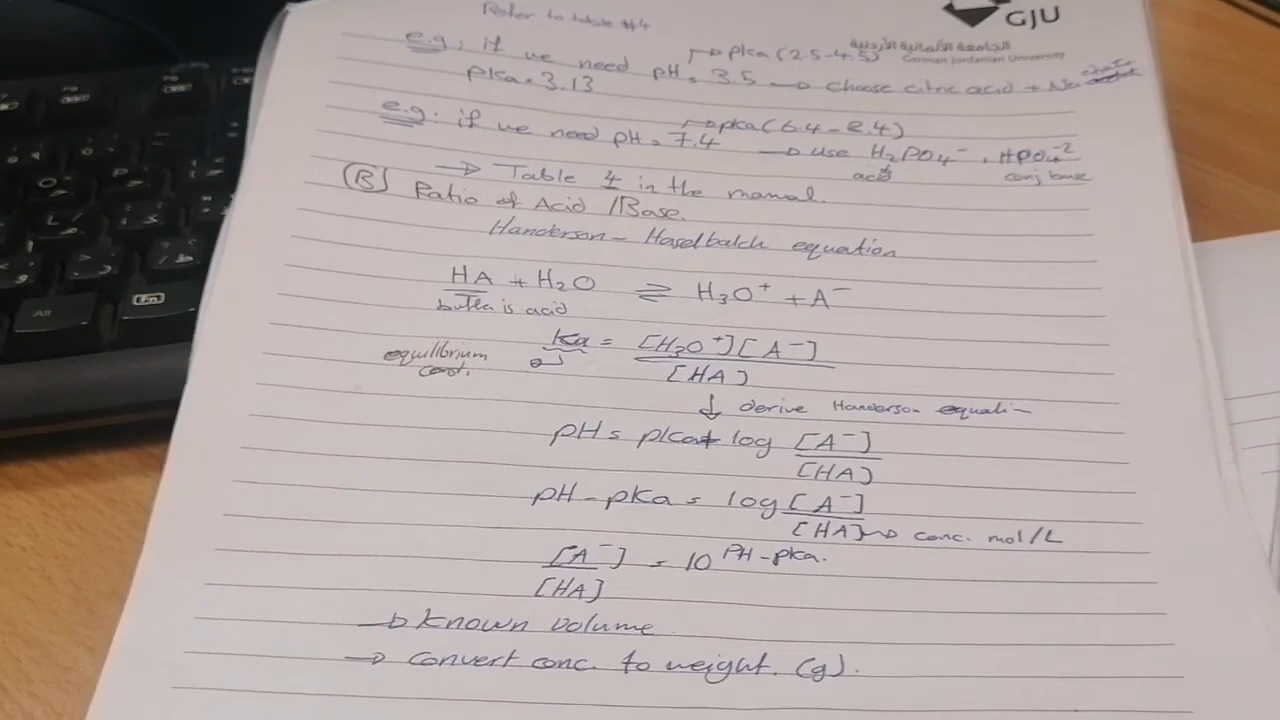 Refer to table #4
GJU
الجامعة الألمانية الأردنية
German Jordanian University
→ pka (2.5-4.5)
e.g: if we need pH = 3.5 → choose citric acid + Na citrate
pka = 3.13
→ pka (6.4-8.4)
e.g: if we need pH = 7.4 → use H2PO4⁻, HPO4⁻²
acid conj base
→ Table 4 in the manual.
(B) Ratio of Acid/Base.
Handerson-Haselbalch equation
HA + H2O ⇌ H3O⁺ + A⁻
is acid
Ka = [H3O⁺][A⁻]
[HA]
equilibrium
const.
↓ derive Handerson
pH = pka + log [A⁻]
[HA]
pH - pKa = log [A⁻]
[HA] → conc. mol/L
[A⁻] = 10 PH-pka.
[HA]
→ Known volume
→ convert conc. to weight. (g).
Alt
Fn